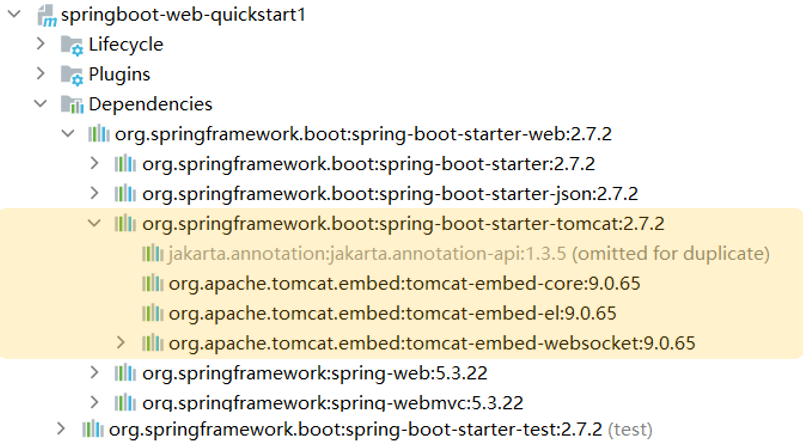 springboot-web-quickstart1
Lifecycle
Plugins
Dependencies
org.springframework.boot:spring-boot-starter-web:2.7.2
org.springframework.boot:spring-boot-starter:2.7.2
org.springframework.boot:spring-boot-starter-json:2.7.2
org.springframework.boot:spring-boot-starter-tomcat:2.7.2
jakarta.annotation:jakarta.annotation-api:1.3.5 (omitted for duplicate)
org.apache.tomcat.embed:tomcat-embed-core:9.0.65
org.apache.tomcat.embed:tomcat-embed-el:9.0.65
org.apache.tomcat.embed:tomcat-embed-websocket:9.0.65
org.springframework:spring-web:5.3.22
org.springframework:spring-webmvc:5.3.22
org.springframework.boot:spring-boot-starter-test:2.7.2 (test)